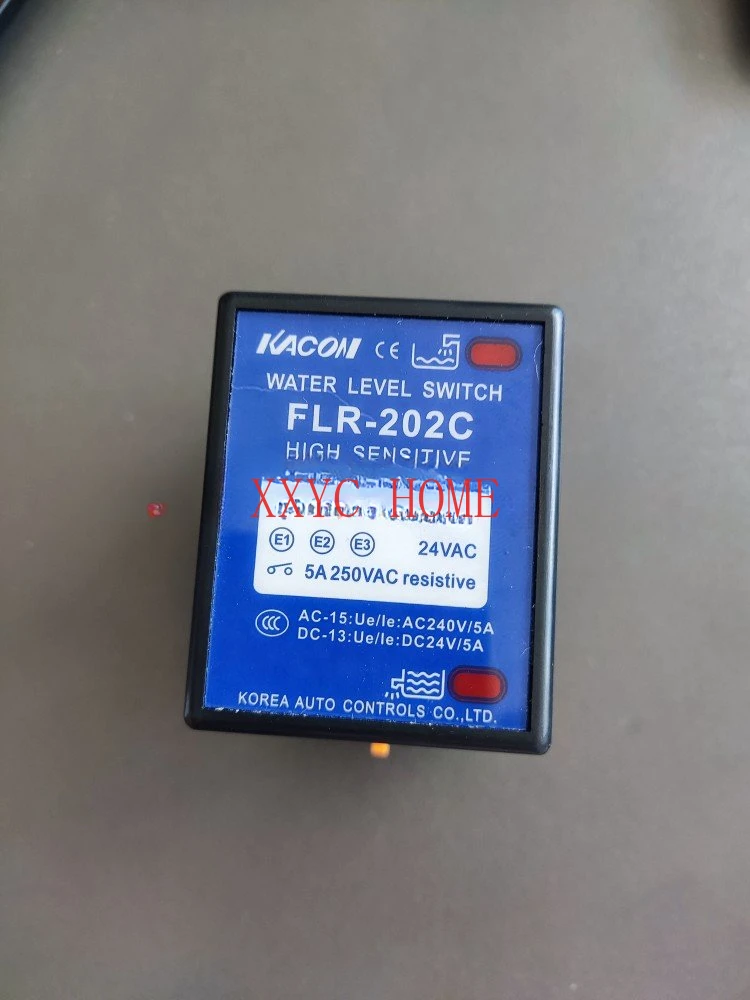 KACON CE
WATER LEVEL SWITCH
FLR-202C
HIGH SENSITIVE
XXYC HOME
E1 E2 E3 24VAC
5A 250VAC resistive
CCC AC-15:Ue/Ie:AC240V/5A
DC-13:Ue/Ie:DC24V/5A
KOREA AUTO CONTROLS CO.,LTD.